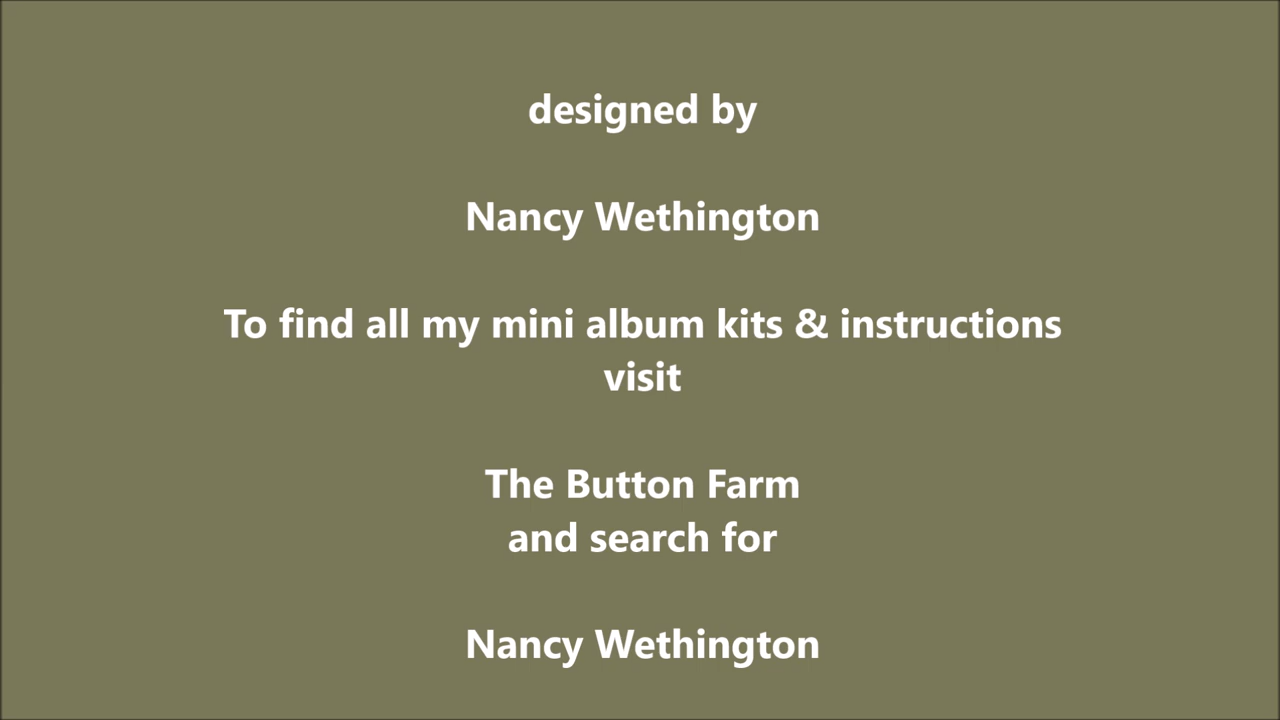 designed by
Nancy Wethington
To find all my mini album kits & instructions
visit
The Button Farm
and search for
Nancy Wethington